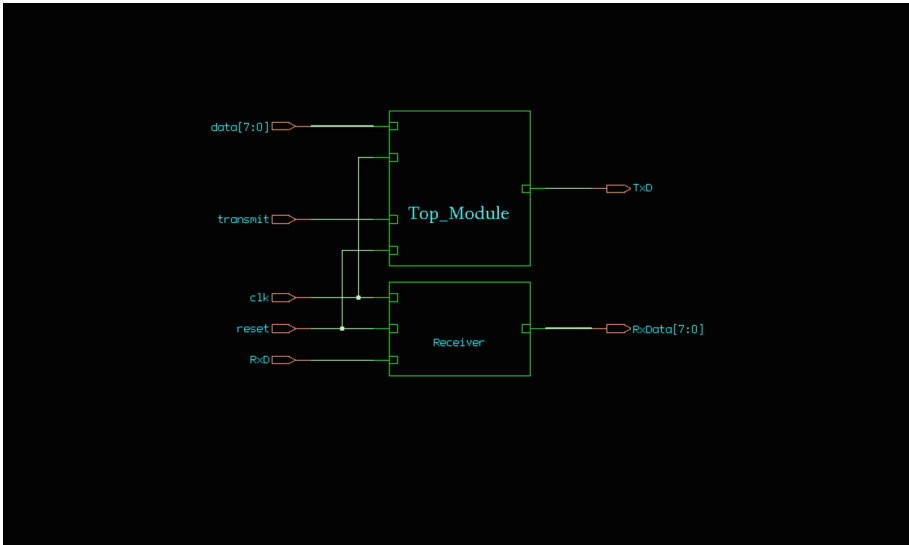 data[7:0]
TxD
transmit
Top_Module
clk
reset
RxData[7:0]
Receiver
RxD